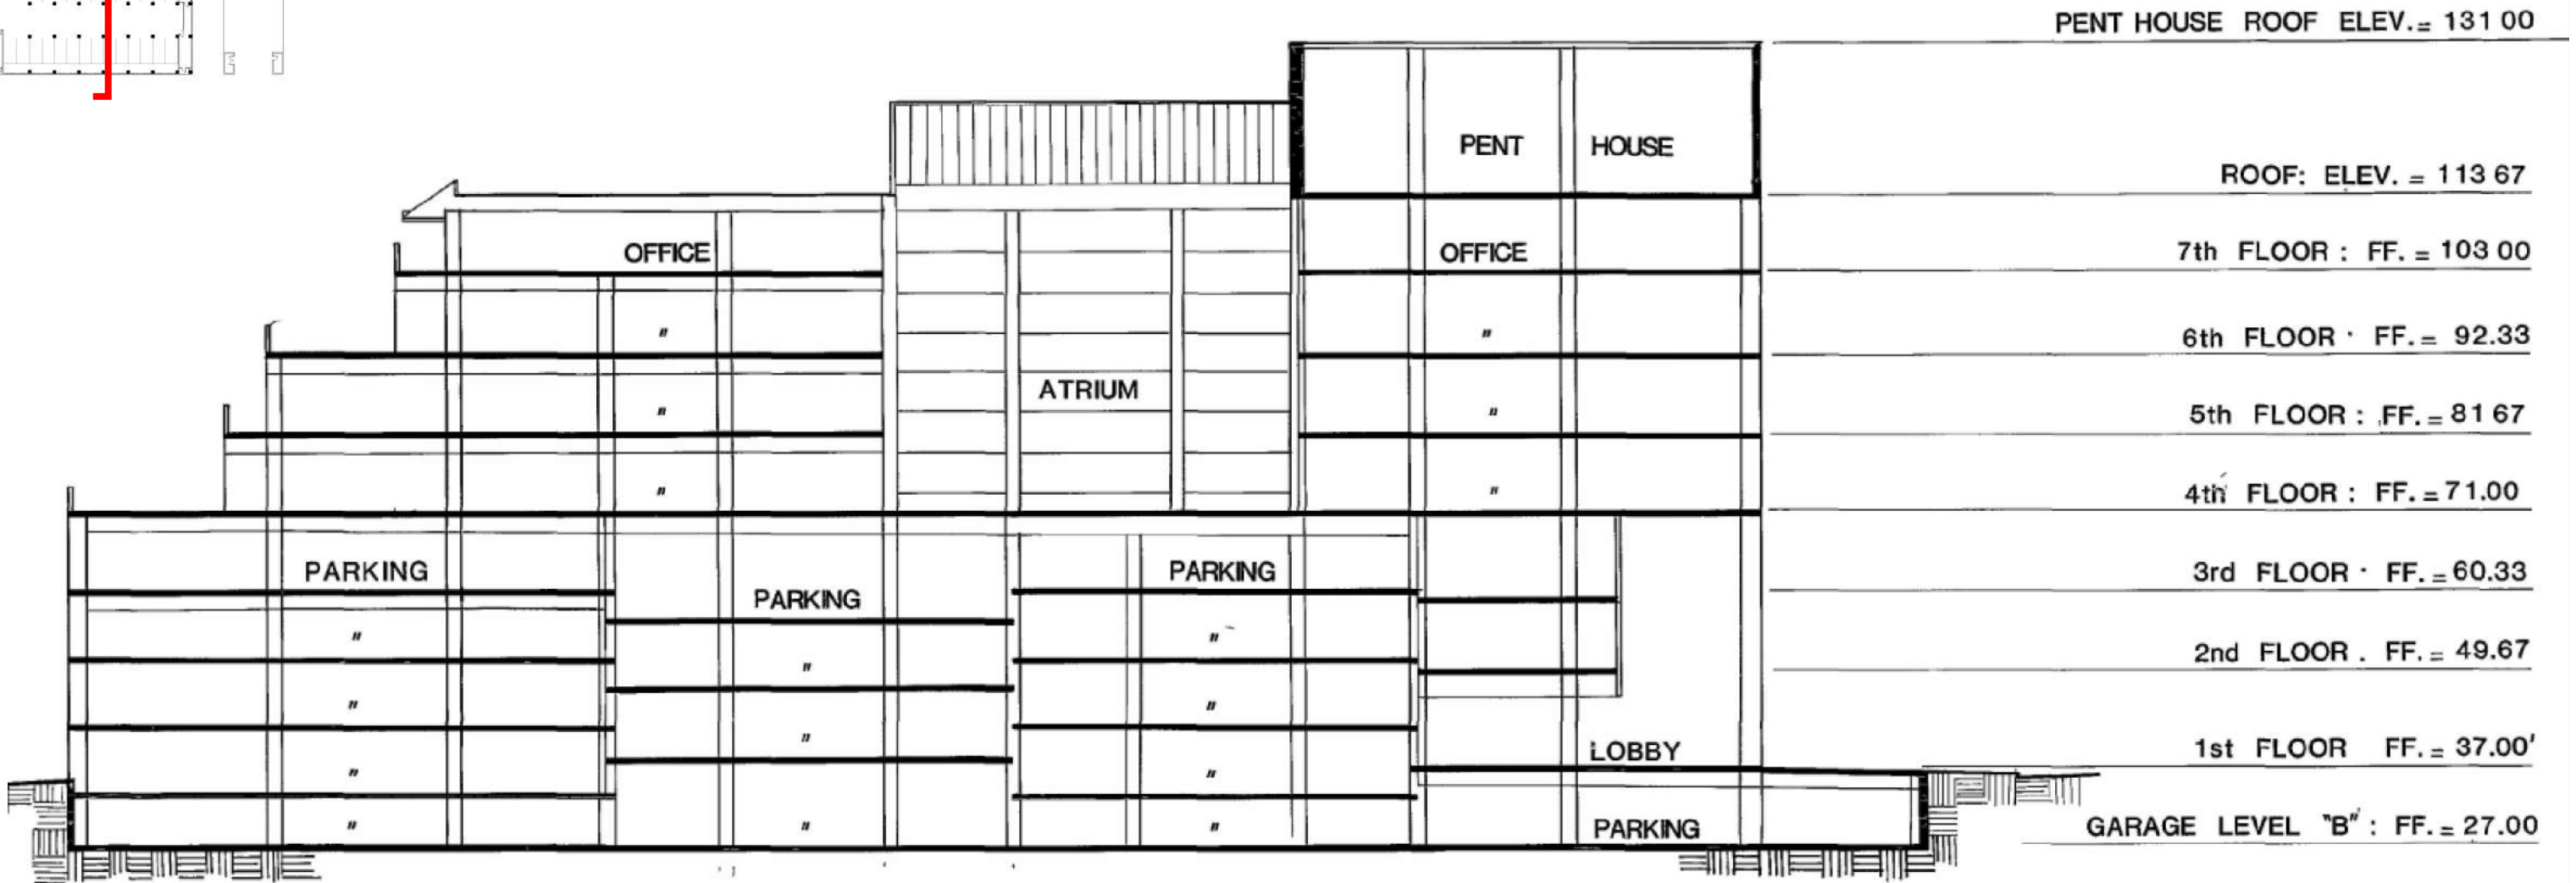 PENT HOUSE ROOF ELEV. = 131 00
PENT HOUSE
ROOF: ELEV. = 113 67
OFFICE OFFICE
7th FLOOR : FF. = 103 00
" "
6th FLOOR · FF. = 92.33
ATRIUM
" "
5th FLOOR : FF. = 81 67
" "
4th FLOOR : FF. = 71.00
PARKING PARKING
3rd FLOOR · FF. = 60.33
PARKING
" "
"
2nd FLOOR . FF. = 49.67
" "
"
LOBBY
1st FLOOR FF. = 37.00'
" "
" " "
PARKING
GARAGE LEVEL "B" : FF. = 27.00